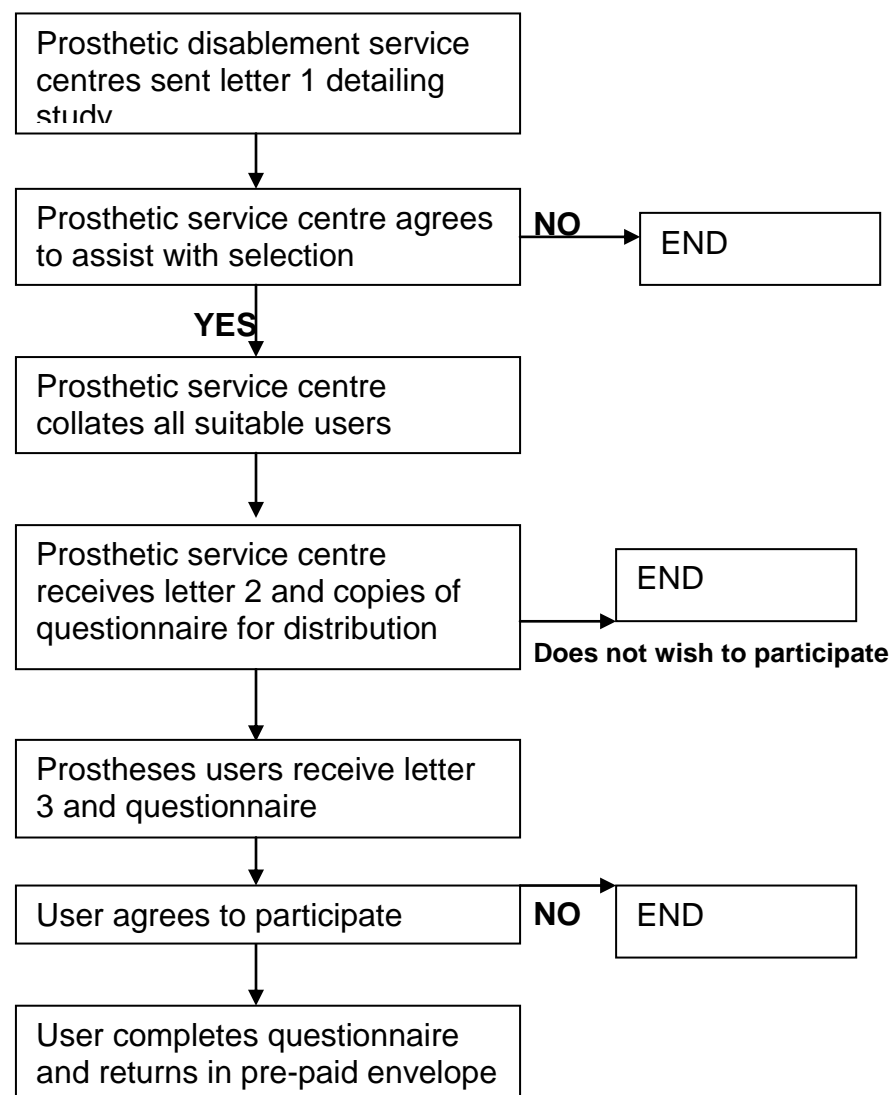 Prosthetic disablement service
centres sent letter 1 detailing
study
Prosthetic service centre agrees
to assist with selection
NO
END
YES
Prosthetic service centre
collates all suitable users
Prosthetic service centre
receives letter 2 and copies of
questionnaire for distribution
END
Does not wish to participate
Prostheses users receive letter
3 and questionnaire
User agrees to participate
NO
END
User completes questionnaire
and returns in pre-paid envelope